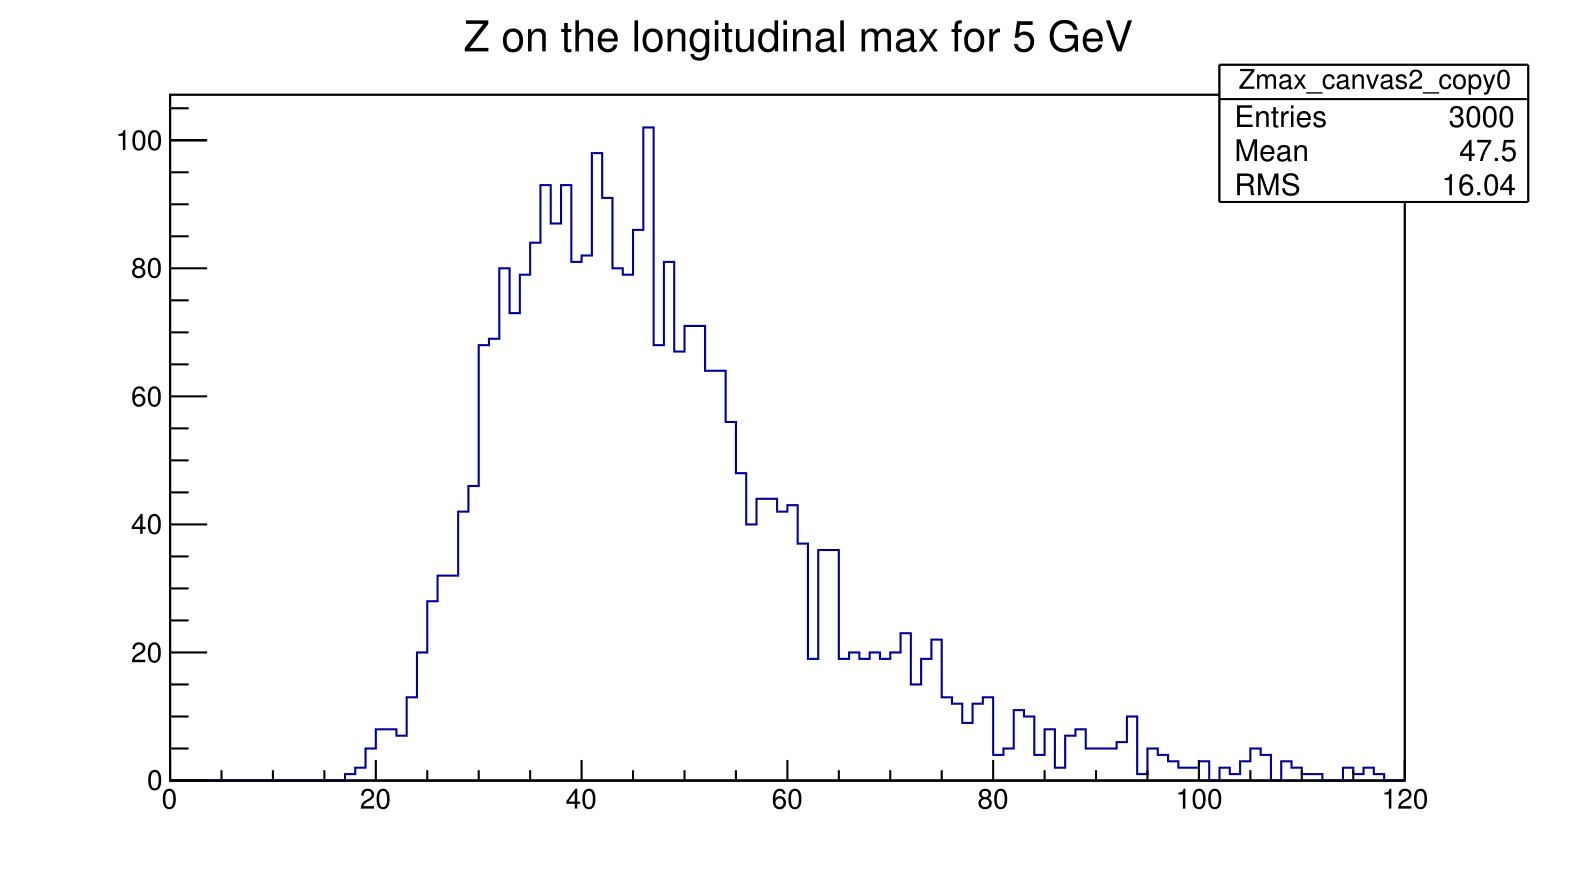 Z on the longitudinal max for 5 GeV
Zmax_canvas2_copy0
Entries 3000
Mean 47.5
RMS 16.04
100
80
60
40
20
0
0 20 40 60 80 100 120